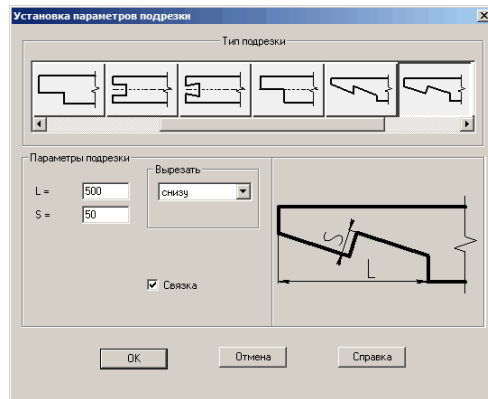 Установка параметров подрезки
Тип подрезки
Параметры подрезки
Вырезать
L = 500
снизу
S = 50
Связка
S
L
OK Отмена Справка